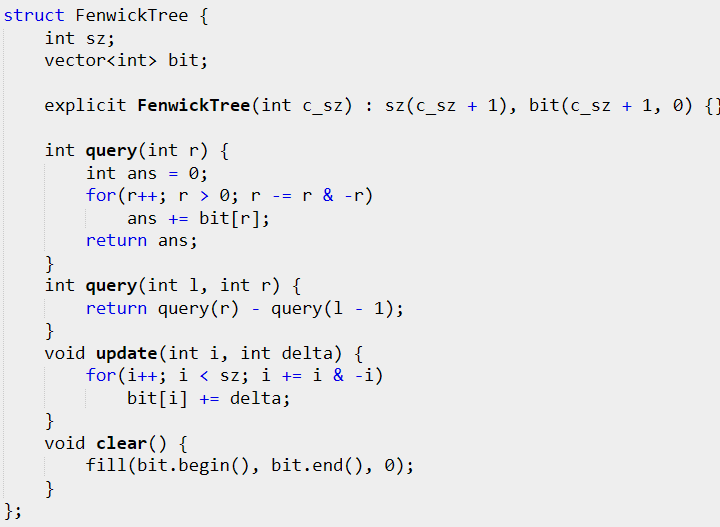 struct FenwickTree {
    int sz;
    vector<int> bit;

    explicit FenwickTree(int c_sz) : sz(c_sz + 1), bit(c_sz + 1, 0) {}

    int query(int r) {
        int ans = 0;
        for(r++; r > 0; r -= r & -r)
            ans += bit[r];
        return ans;
    }
    int query(int l, int r) {
        return query(r) - query(l - 1);
    }
    void update(int i, int delta) {
        for(i++; i < sz; i += i & -i)
            bit[i] += delta;
    }
    void clear() {
        fill(bit.begin(), bit.end(), 0);
    }
};